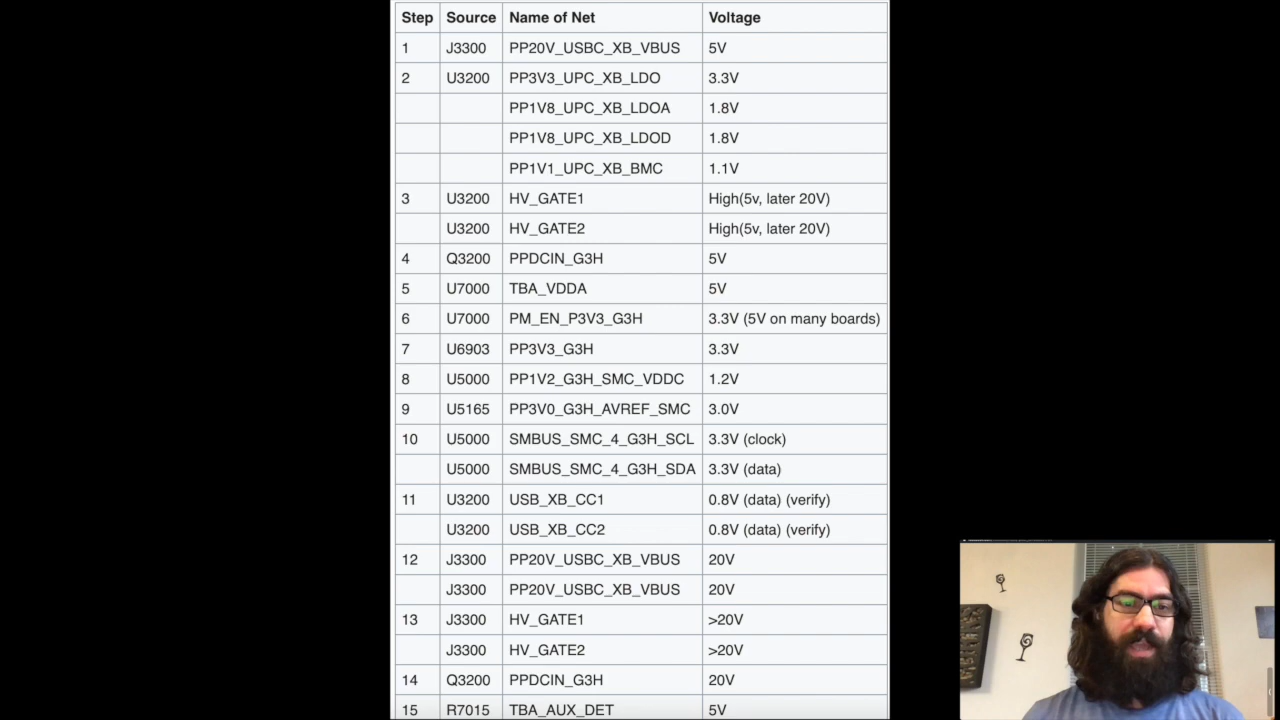 Step Source Name of Net Voltage
1 J3300 PP20V_USBC_XB_VBUS 5V
2 U3200 PP3V3_UPC_XB_LDO 3.3V
PP1V8_UPC_XB_LDOA 1.8V
PP1V8_UPC_XB_LDOD 1.8V
PP1V1_UPC_XB_BMC 1.1V
3 U3200 HV_GATE1 High(5v, later 20V)
U3200 HV_GATE2 High(5v, later 20V)
4 Q3200 PPDCIN_G3H 5V
5 U7000 TBA_VDDA 5V
6 U7000 PM_EN_P3V3_G3H 3.3V (5V on many boards)
7 U6903 PP3V3_G3H 3.3V
8 U5000 PP1V2_G3H_SMC_VDDC 1.2V
9 U5165 PP3V0_G3H_AVREF_SMC 3.0V
10 U5000 SMBUS_SMC_4_G3H_SCL 3.3V (clock)
U5000 SMBUS_SMC_4_G3H_SDA 3.3V (data)
11 U3200 USB_XB_CC1 0.8V (data) (verify)
U3200 USB_XB_CC2 0.8V (data) (verify)
12 J3300 PP20V_USBC_XB_VBUS 20V
J3300 PP20V_USBC_XB_VBUS 20V
13 J3300 HV_GATE1 >20V
J3300 HV_GATE2 >20V
14 Q3200 PPDCIN_G3H 20V
15 R7015 TBA_AUX_DET 5V